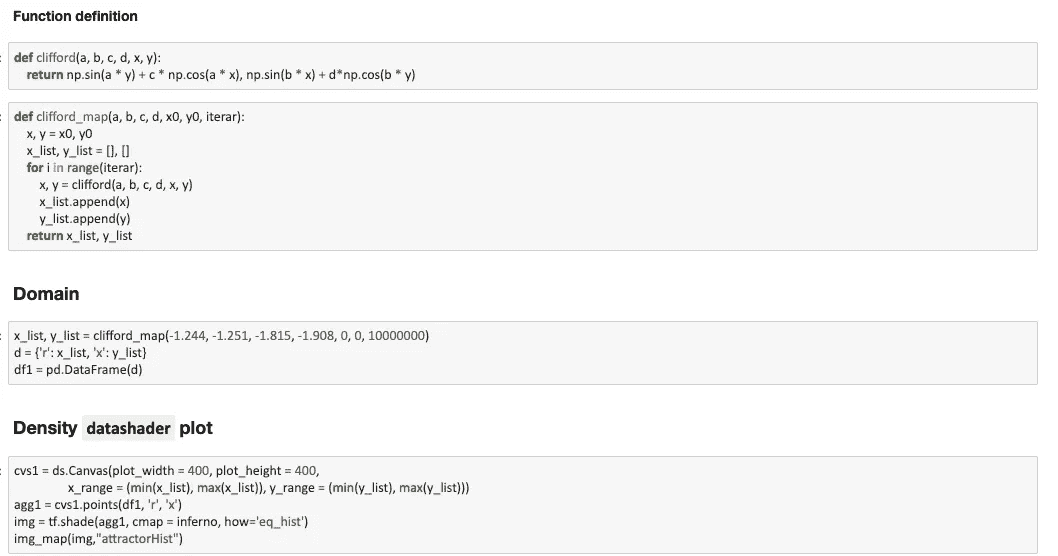 Function definition
def clifford(a, b, c, d, x, y):
return np.sin(a * y) + c * np.cos(a * x), np.sin(b * x) + d*np.cos(b * y)
def clifford_map(a, b, c, d, x0, y0, iterar):
x, y = x0, y0
x_list, y_list = [], []
for i in range(iterar):
x, y = clifford(a, b, c, d, x, y)
x_list.append(x)
y_list.append(y)
return x_list, y_list
Domain
x_list, y_list = clifford_map(-1.244, -1.251, -1.815, -1.908, 0, 0, 10000000)
d = {'r': x_list, 'x': y_list}
df1 = pd.DataFrame(d)
Density datashader plot
cvs1 = ds.Canvas(plot_width = 400, plot_height = 400,
x_range = (min(x_list), max(x_list)), y_range = (min(y_list), max(y_list)))
agg1 = cvs1.points(df1, 'r', 'x')
img = tf.shade(agg1, cmap = inferno, how='eq_hist')
img_map(img,"attractorHist")